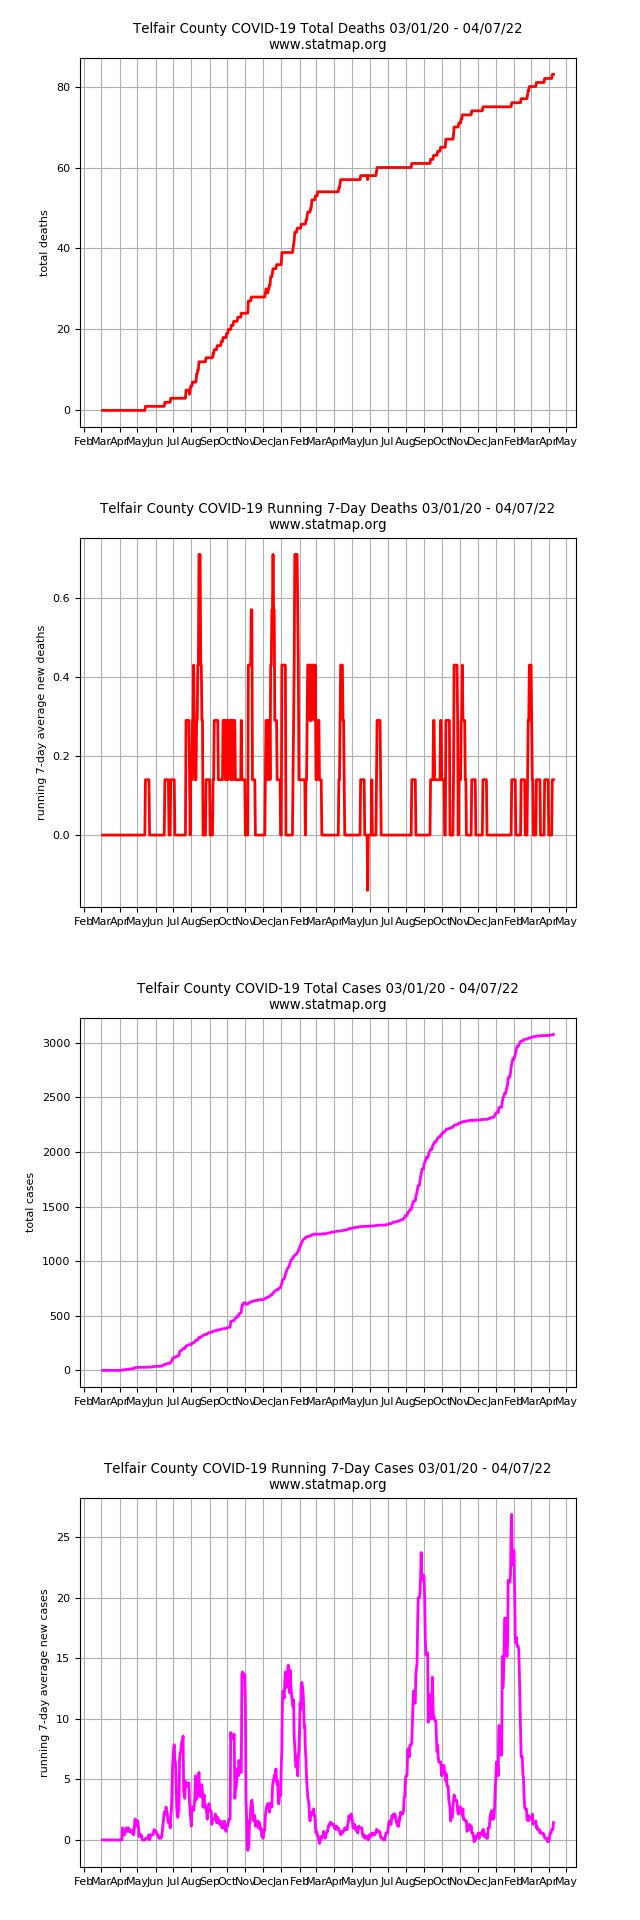 Telfair County COVID-19 Total Deaths 03/01/20 - 04/07/22
www.statmap.org
80
60
40
20
0
total deaths
Feb Mar Apr May Jun Jul Aug Sep Oct Nov Dec Jan Feb Mar Apr May Jun Jul Aug Sep Oct Nov Dec Jan Feb Mar Apr May
Telfair County COVID-19 Running 7-Day Deaths 03/01/20 - 04/07/22
www.statmap.org
0.6
0.4
0.2
0.0
running 7-day average new deaths
Feb Mar Apr May Jun Jul Aug Sep Oct Nov Dec Jan Feb Mar Apr May Jun Jul Aug Sep Oct Nov Dec Jan Feb Mar Apr May
Telfair County COVID-19 Total Cases 03/01/20 - 04/07/22
www.statmap.org
3000
2500
2000
1500
1000
500
0
total cases
Feb Mar Apr May Jun Jul Aug Sep Oct Nov Dec Jan Feb Mar Apr May Jun Jul Aug Sep Oct Nov Dec Jan Feb Mar Apr May
Telfair County COVID-19 Running 7-Day Cases 03/01/20 - 04/07/22
www.statmap.org
25
20
15
10
5
0
running 7-day average new cases
Feb Mar Apr May Jun Jul Aug Sep Oct Nov Dec Jan Feb Mar Apr May Jun Jul Aug Sep Oct Nov Dec Jan Feb Mar Apr May